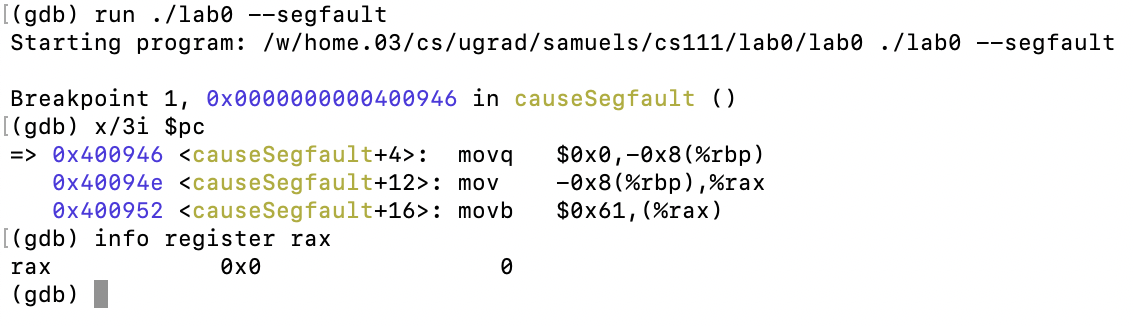 (gdb) run ./lab0 --segfault
Starting program: /w/home.03/cs/ugrad/samuels/cs111/lab0/lab0 ./lab0 --segfault

Breakpoint 1, 0x0000000000400946 in causeSegfault ()
(gdb) x/3i $pc
=> 0x400946 <causeSegfault+4>:  movq   $0x0,-0x8(%rbp)
   0x40094e <causeSegfault+12>: mov    -0x8(%rbp),%rax
   0x400952 <causeSegfault+16>: movb   $0x61,(%rax)
(gdb) info register rax
rax            0x0                 0
(gdb)